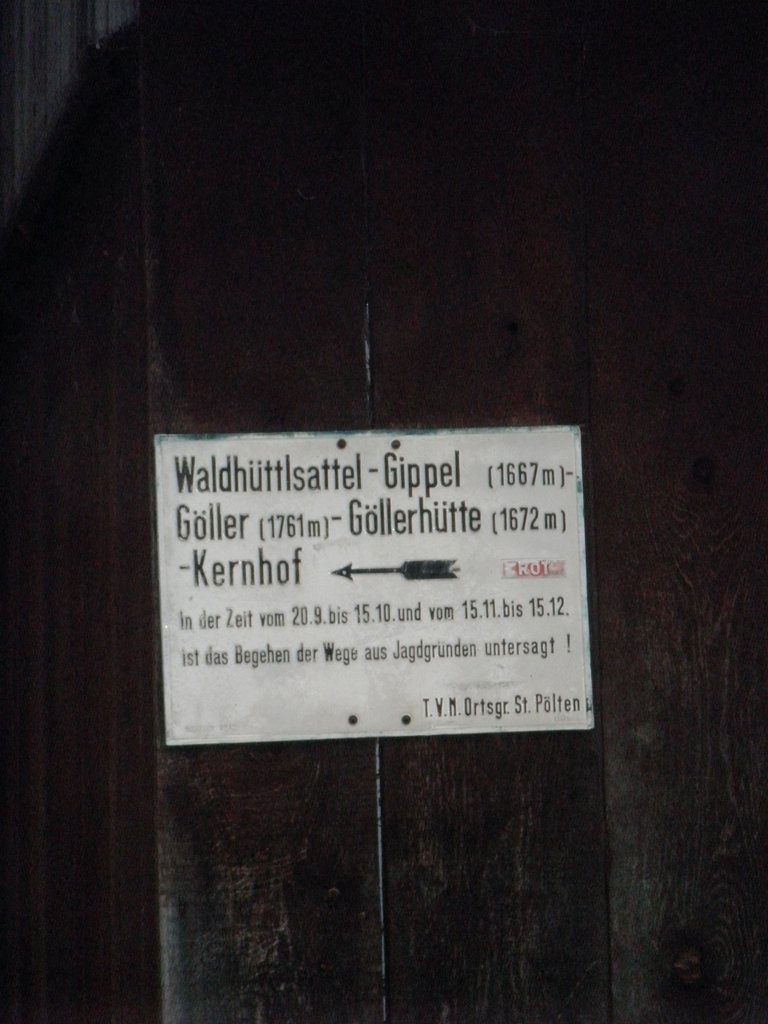 Waldhüttlsattel-Gippel (1667m)-
Göller (1761m)-Göllerhütte (1672m)
-Kernhof ROT
In der Zeit vom 20.9.bis 15.10.und vom 15.11.bis 15.12.
ist das Begehen der Wege aus Jagdgründen untersagt !
T.V.N.Ortsgr. St. Pölten